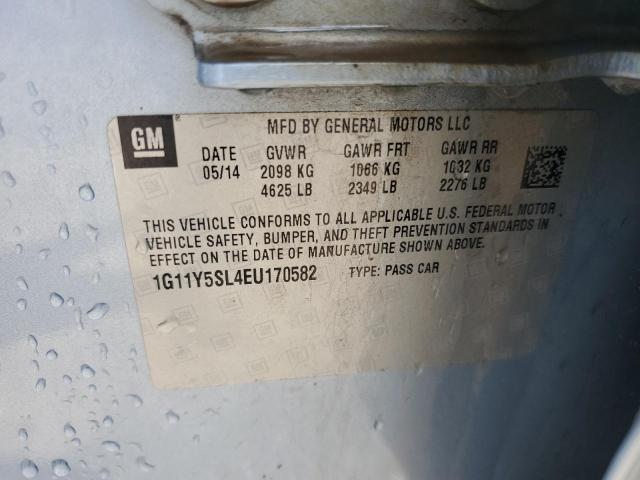 GM
MFD BY GENERAL MOTORS LLC
DATE GVWR GAWR FRT GAWR RR
05/14 2098 KG 1066 KG 1032 KG
4625 LB 2349 LB 2276 LB
THIS VEHICLE CONFORMS TO ALL APPLICABLE U.S. FEDERAL MOTOR
VEHICLE SAFETY, BUMPER, AND THEFT PREVENTION STANDARDS IN
EFFECT ON THE DATE OF MANUFACTURE SHOWN ABOVE.
1G11Y5SL4EU170582 TYPE: PASS CAR